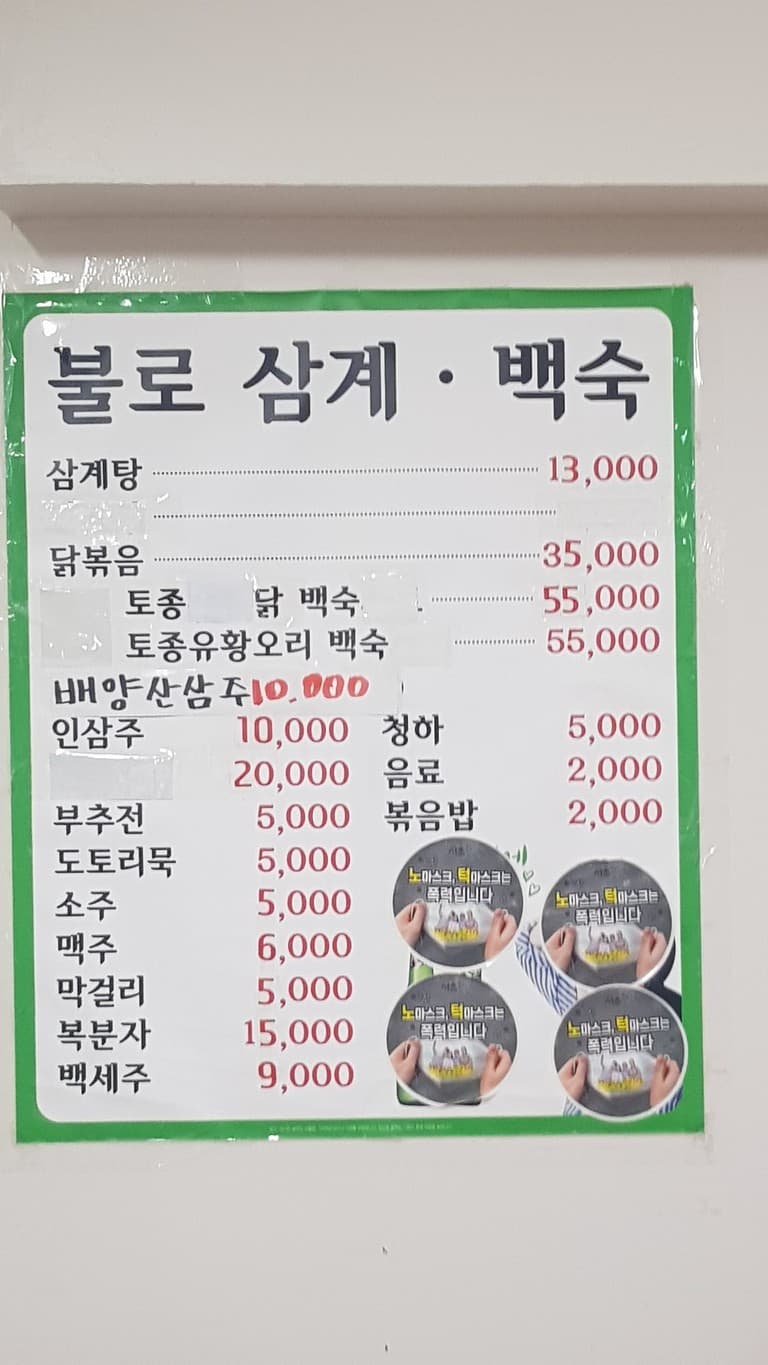 불로 삼계 · 백숙
삼계탕 13,000
닭볶음 35,000
토종 닭 백숙 55,000
토종유황오리 백숙 55,000
배양산삼주 10.000
인삼주 10,000 청하 5,000
20,000 음료 2,000
부추전 5,000 볶음밥 2,000
도토리묵 5,000
소주 5,000
맥주 6,000
막걸리 5,000
복분자 15,000
백세주 9,000
노마스크, 턱마스크는
폭력입니다
노마스크, 턱마스크는
폭력입니다
노마스크, 턱마스크는
폭력입니다
노마스크, 턱마스크는
폭력입니다